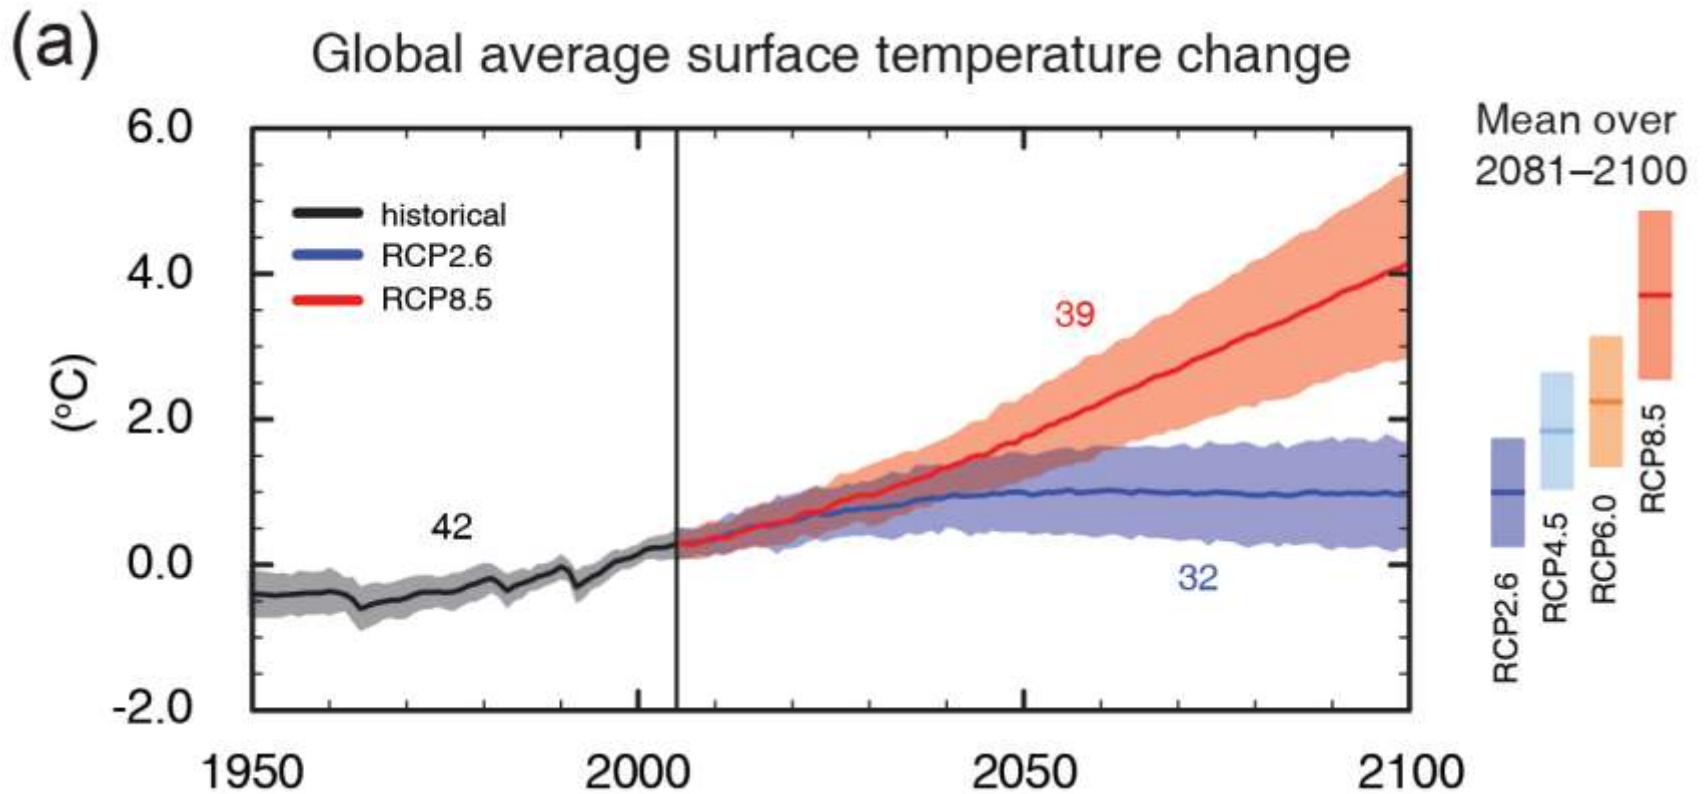 (a)
Global average surface temperature change
6.0
4.0
2.0
0.0
-2.0
(°C)
historical
RCP2.6
RCP8.5
42
39
32
1950
2000
2050
2100
Mean over
2081–2100
RCP2.6
RCP4.5
RCP6.0
RCP8.5